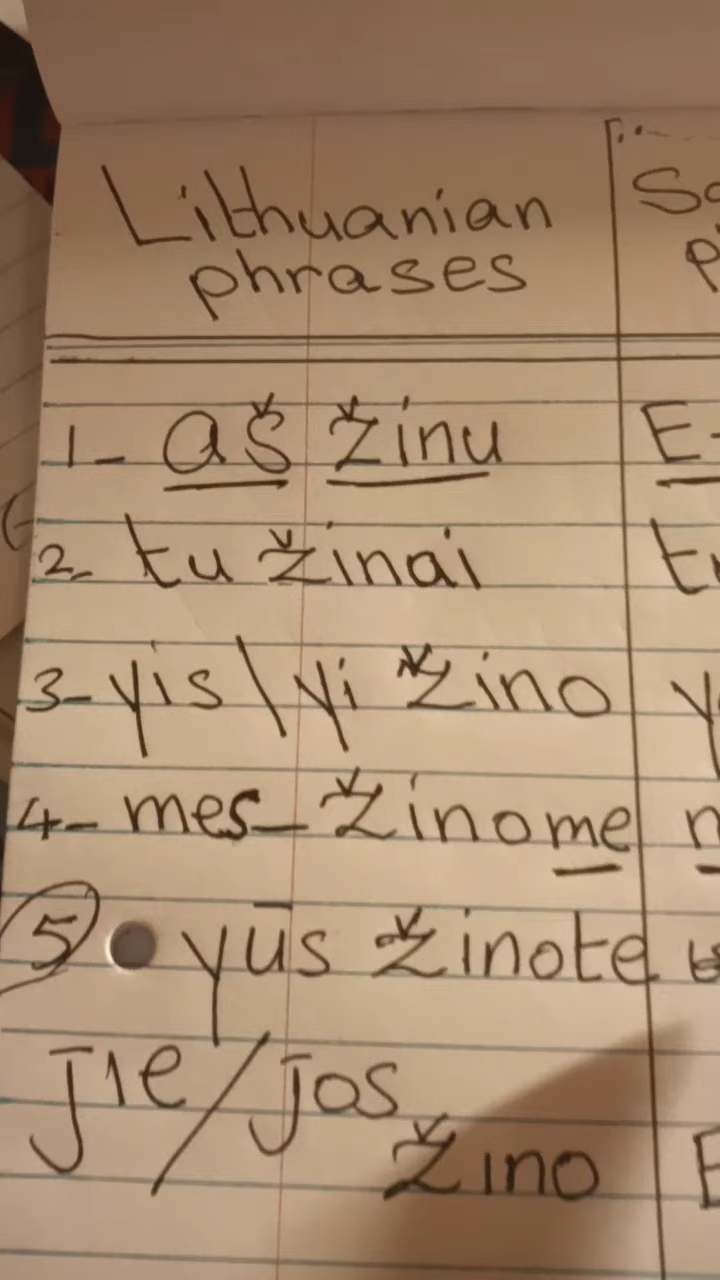 Lithuanian
phrases
1- aš žinu
E-
2- tu žinai
3- yis\yi žino
y
4- mes- žinome
5 yūs žinote
jie/jos
žino
E